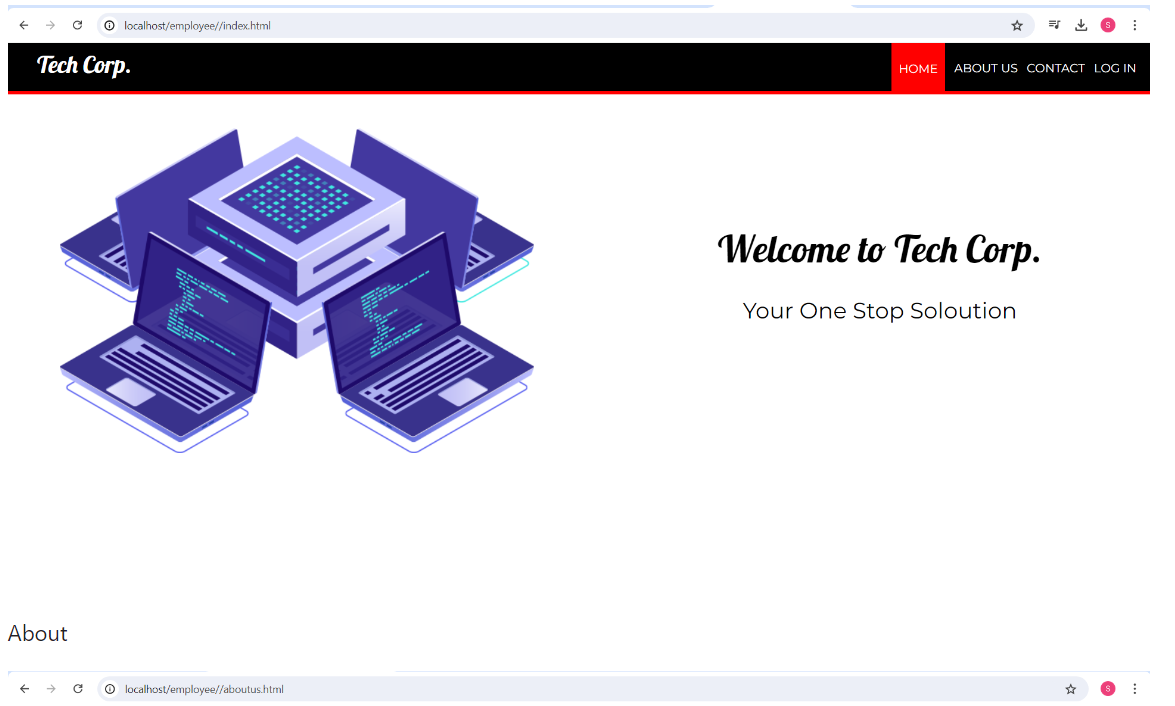 localhost/employee//index.html
S
Tech Corp.
HOME ABOUT US CONTACT LOG IN
Welcome to Tech Corp.
Your One Stop Soloution
About
localhost/employee//aboutus.html
S